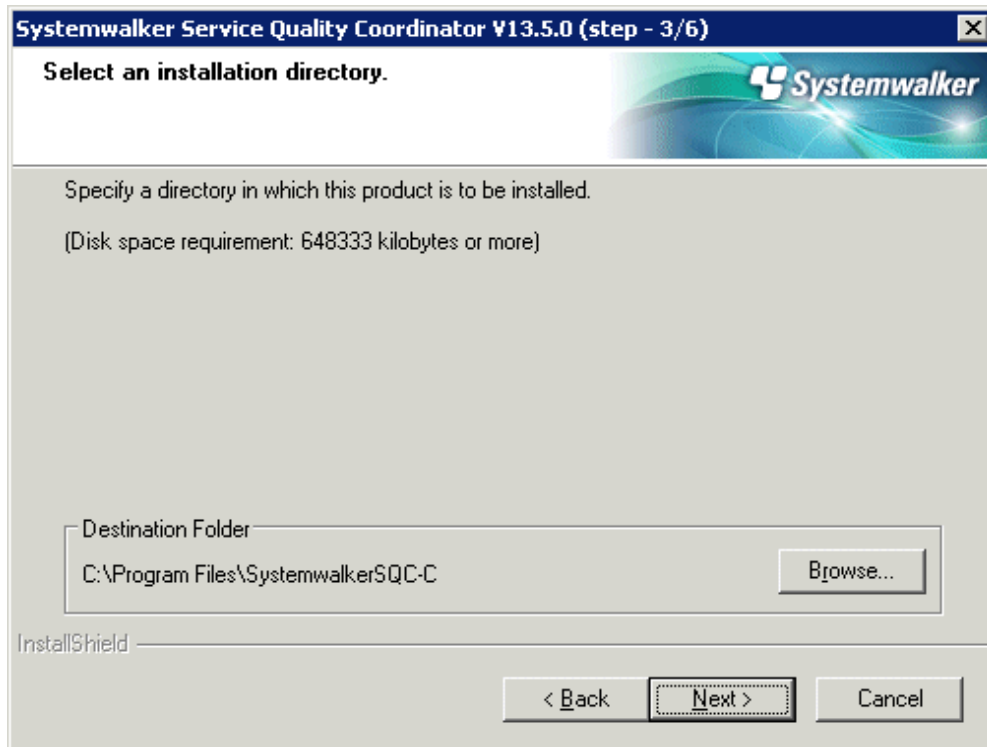 Systemwalker Service Quality Coordinator V13.5.0 (step - 3/6)
Select an installation directory.
Systemwalker
Specify a directory in which this product is to be installed.
(Disk space requirement: 648333 kilobytes or more)
Destination Folder
C:\Program Files\SystemwalkerSQC-C
Browse...
InstallShield
< Back
Next >
Cancel